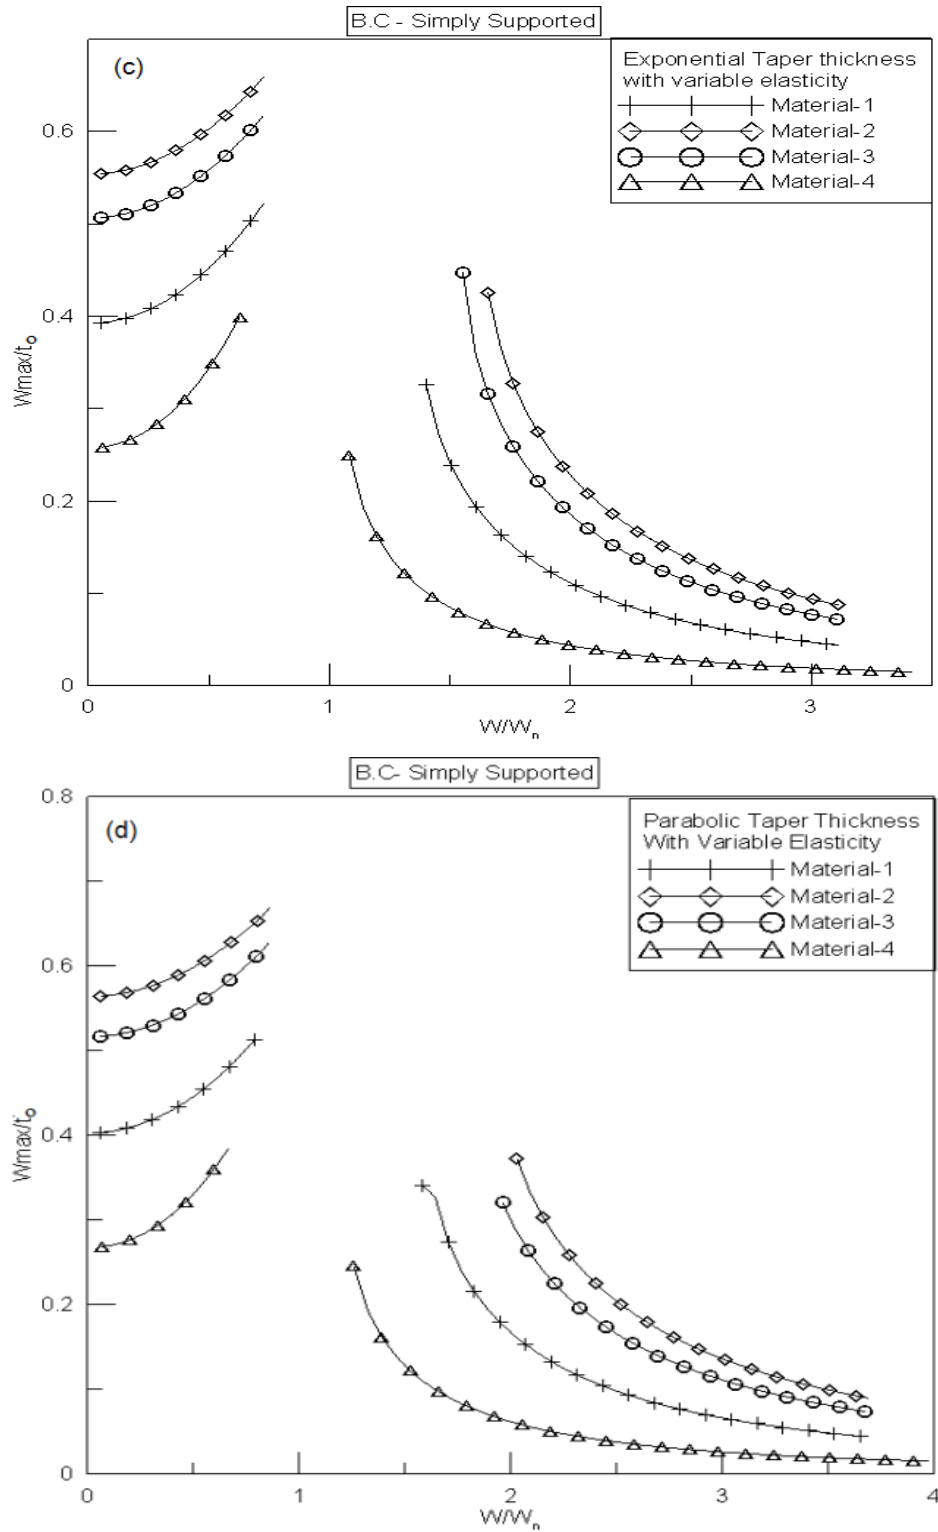 B.C - Simply Supported
(c)
Exponential Taper thickness
with variable elasticity
Material-1
Material-2
Material-3
Material-4
0.6
0.4
0.2
0
Wmax/to
0
1
2
3
W/Wn
B.C- Simply Supported
(d)
Parabolic Taper Thickness
With Variable Elasticity
Material-1
Material-2
Material-3
Material-4
0.8
0.6
0.4
0.2
0
Wmax/to
0
1
2
3
4
W/Wn